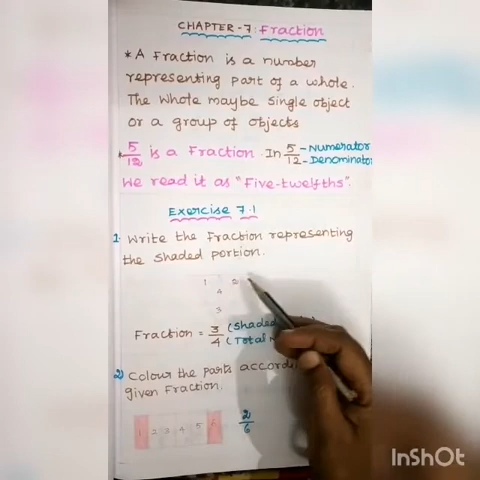 CHAPTER-7: Fraction
* A Fraction is a number
representing part of a whole.
The whole maybe single object
or a group of objects
* 5/12 is a Fraction. In 5/12 - Numerator
- Denominator
We read it as "Five-twelfths".
Exercise 7.1
1. Write the Fraction representing
the shaded portion.
1 2
4
3
Fraction = 3/4 (Shaded
(Total
2) Colour the parts
given Fraction.
1 2 3 4 5 6 2/6
InShOt